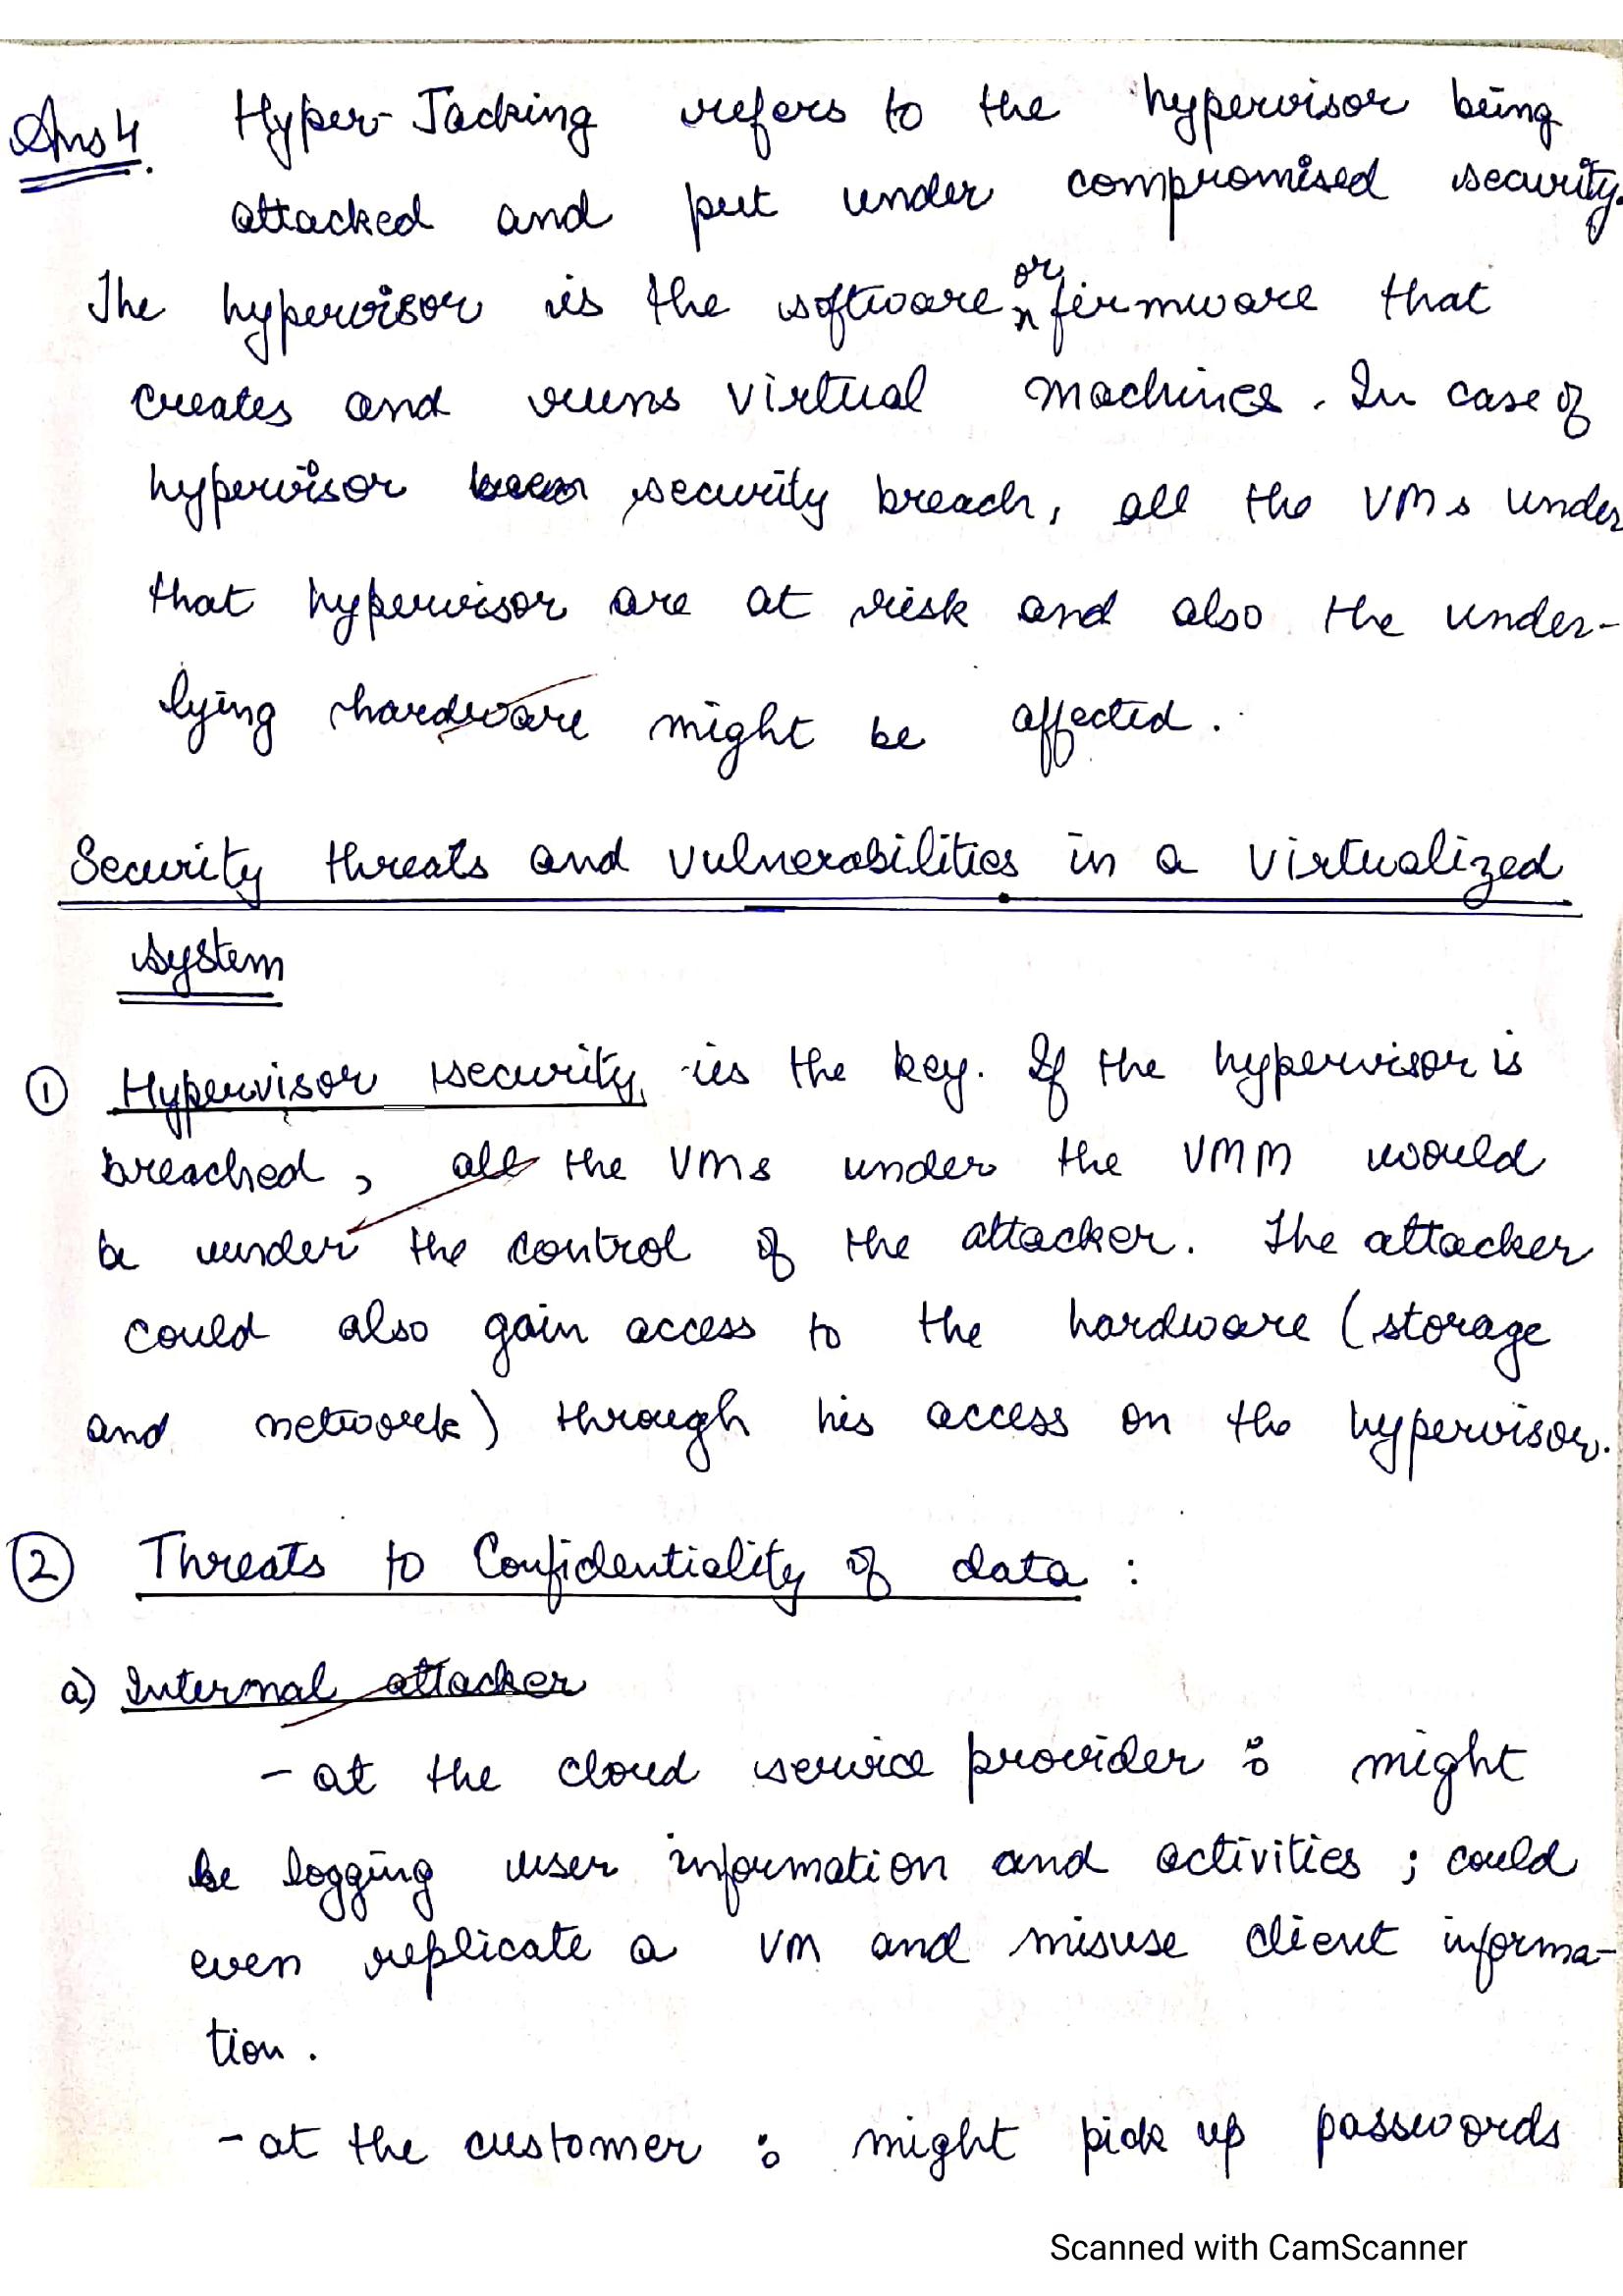 Ans 4. Hyper-Jacking refers to the hypervisor being
attacked and put under compromised security.
The hypervisor is the software or firmware that
creates and runs virtual machines. In case of
hypervisor security breach, all the VMs under
that hypervisor are at risk and also the under-
lying hardware might be affected.
Security threats and vulnerabilities in a virtualized
system
① Hypervisor security is the key. If the hypervisor is
breached, all the VMs under the VMM would
be under the control of the attacker. The attacker
could also gain access to the hardware (storage
and network) through his access on the hypervisor.
② Threats to Confidentiality of data :
a) Internal attacker
- at the cloud service provider : might
be logging user information and activities ; could
even replicate a VM and misuse client informa-
tion.
- at the customer : might pick up passwords
Scanned with CamScanner